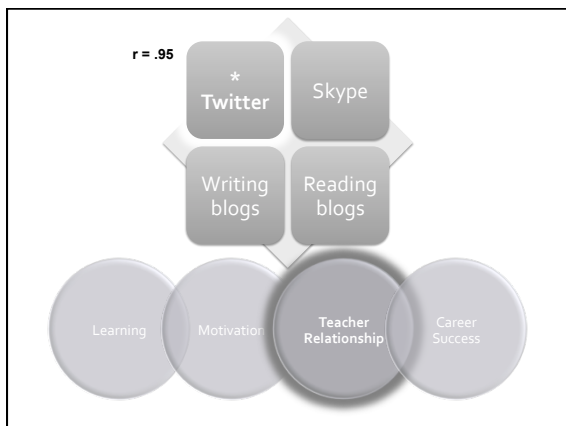 r = .95
*
Twitter
Skype
Writing
blogs
Reading
blogs
Learning
Motivation
Teacher
Relationship
Career
Success